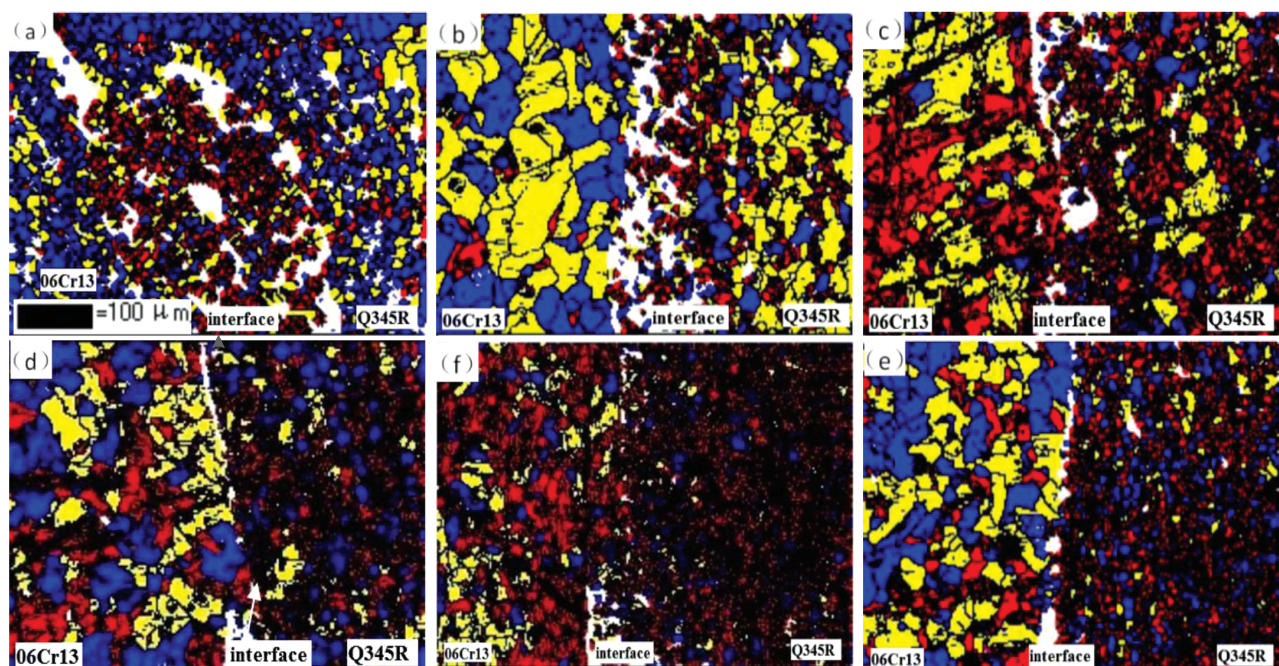 (a)
06Cr13
=100 μm
interface
Q345R
(b)
06Cr13
interface
Q345R
(c)
06Cr13
interface
Q345R
(d)
06Cr13
interface
Q345R
(f)
06Cr13
interface
Q345R
(e)
06Cr13
interface
Q345R